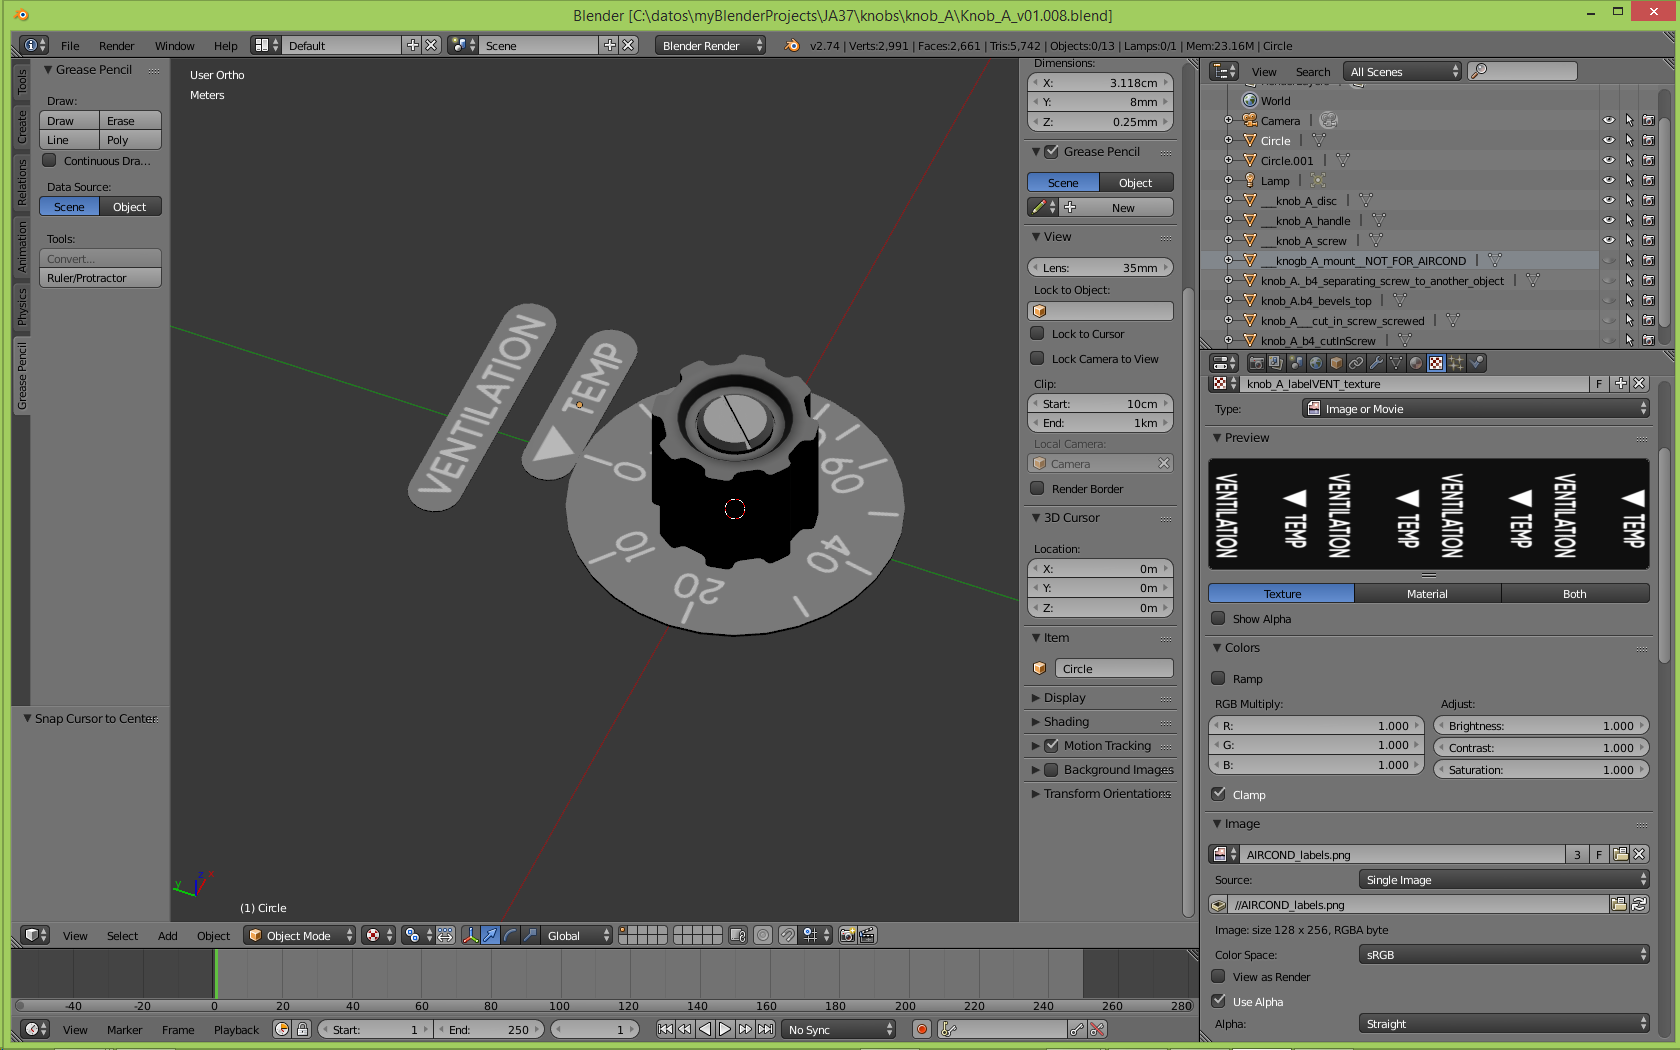 Blender [C:\datos\myBlenderProjects\JA37\knobs\knob_A\Knob_A_v01.008.blend]
File Render Window Help Default Scene Blender Render v2.74 | Verts:2,991 | Faces:2,661 | Tris:5,742 | Objects:0/13 | Lamps:0/1 | Mem:23.16M | Circle
Tools
Create
Relations
Animation
Physics
Grease Pencil
Grease Pencil
Draw:
Draw Erase
Line Poly
Continuous Dra...
Data Source:
Scene Object
Tools:
Convert...
Ruler/Protractor
Snap Cursor to Center
User Ortho
Meters
VENTILATION
TEMP
0
10
20
40
60
z
y
(1) Circle
Dimensions:
X: 3.118cm
Y: 8mm
Z: 0.25mm
Grease Pencil
Scene Object
New
View
Lens: 35mm
Lock to Object:
Lock to Cursor
Lock Camera to View
Clip:
Start: 10cm
End: 1km
Local Camera:
Camera
Render Border
3D Cursor
Location:
X: 0m
Y: 0m
Z: 0m
Item
Circle
Display
Shading
Motion Tracking
Background Images
Transform Orientations
View Search All Scenes
World
Camera
Circle
Circle.001
Lamp
___knob_A_disc
___knob_A_handle
___knob_A_screw
___knogb_A_mount__NOT_FOR_AIRCOND
knob_A._b4_separating_screw_to_another_object
knob_A.b4_bevels_top
knob_A___cut_in_screw_screwed
knob_A_b4_cutInScrew
knob_A_labelVENT_texture F
Type: Image or Movie
Preview
VENTILATION TEMP VENTILATION TEMP VENTILATION TEMP VENTILATION TEMP
Texture Material Both
Show Alpha
Colors
Ramp
RGB Multiply: Adjust:
R: 1.000 Brightness: 1.000
G: 1.000 Contrast: 1.000
B: 1.000 Saturation: 1.000
Clamp
Image
AIRCOND_labels.png 3 F
Source: Single Image
//AIRCOND_labels.png
Image: size 128 x 256, RGBA byte
Color Space: sRGB
View as Render
Use Alpha
Alpha: Straight
View Select Add Object Object Mode Global
-40 -20 0 20 40 60 80 100 120 140 160 180 200 220 240 260 280
View Marker Frame Playback Start: 1 End: 250 1 No Sync